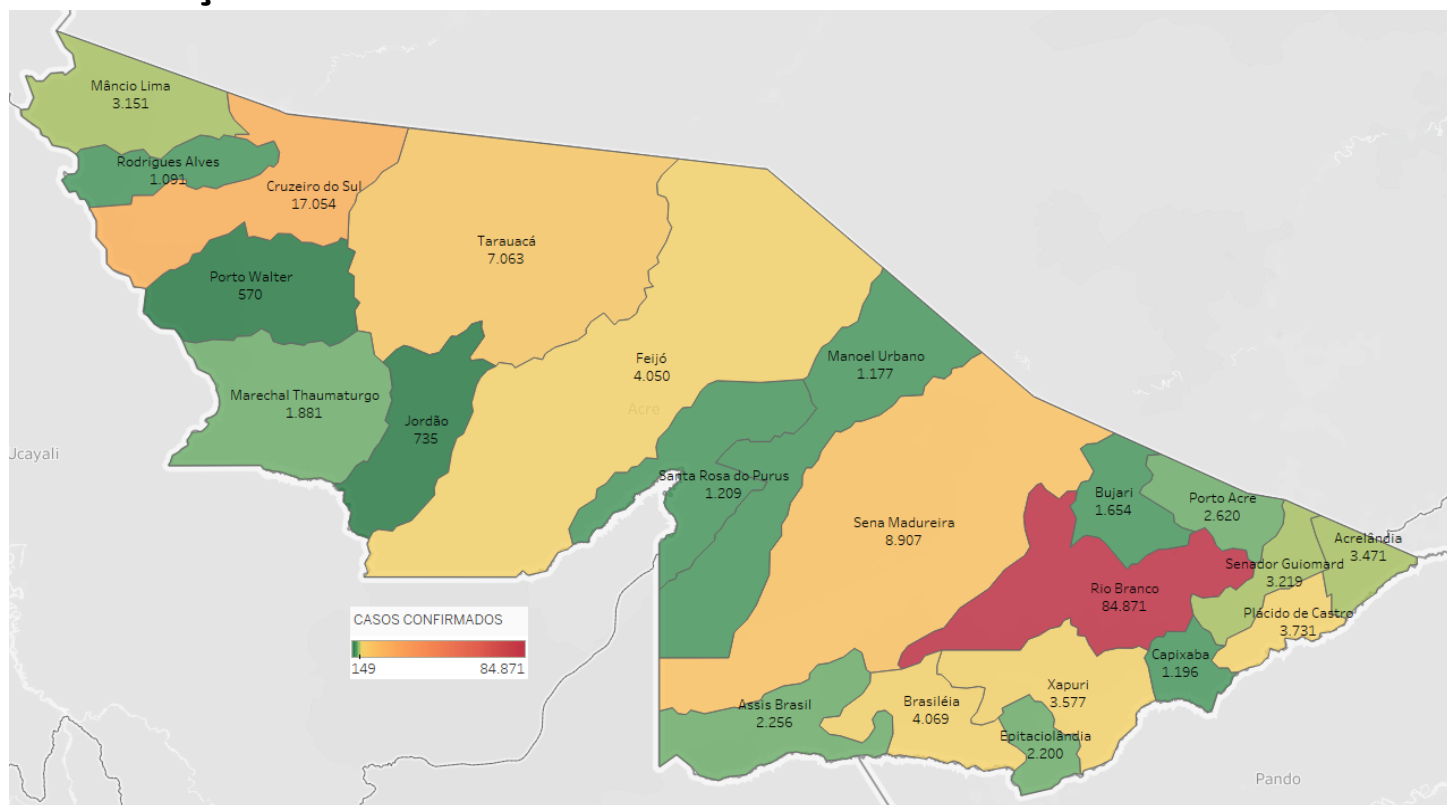 Mâncio Lima
3.151
Rodrigues Alves
1.091
Cruzeiro do Sul
17.054
Tarauacá
7.063
Porto Walter
570
Feijó
4.050
Manoel Urbano
1.177
Marechal Thaumaturgo
1.881
Jordão
735
Acre
Ucayali
Santa Rosa do Purus
1.209
Sena Madureira
8.907
Bujari
1.654
Porto Acre
2.620
Acrelândia
3.471
Senador Guiomard
3.219
Rio Branco
84.871
Plácido de Castro
3.731
CASOS CONFIRMADOS
149
84.871
Capixaba
1.196
Xapuri
3.577
Assis Brasil
2.256
Brasiléia
4.069
Epitaciolândia
2.200
Pando